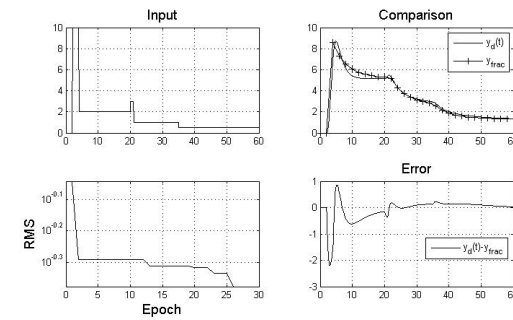 Input
10
8
6
4
2
0
0 10 20 30 40 50 60
Comparison
10
8
6
4
2
0
0 10 20 30 40 50 60
y_d(t)
y_frac
RMS
10^-0.1
10^-0.2
10^-0.3
0 5 10 15 20 25 30
Epoch
Error
1
0
-1
-2
-3
0 10 20 30 40 50 60
y_d(t)-y_frac